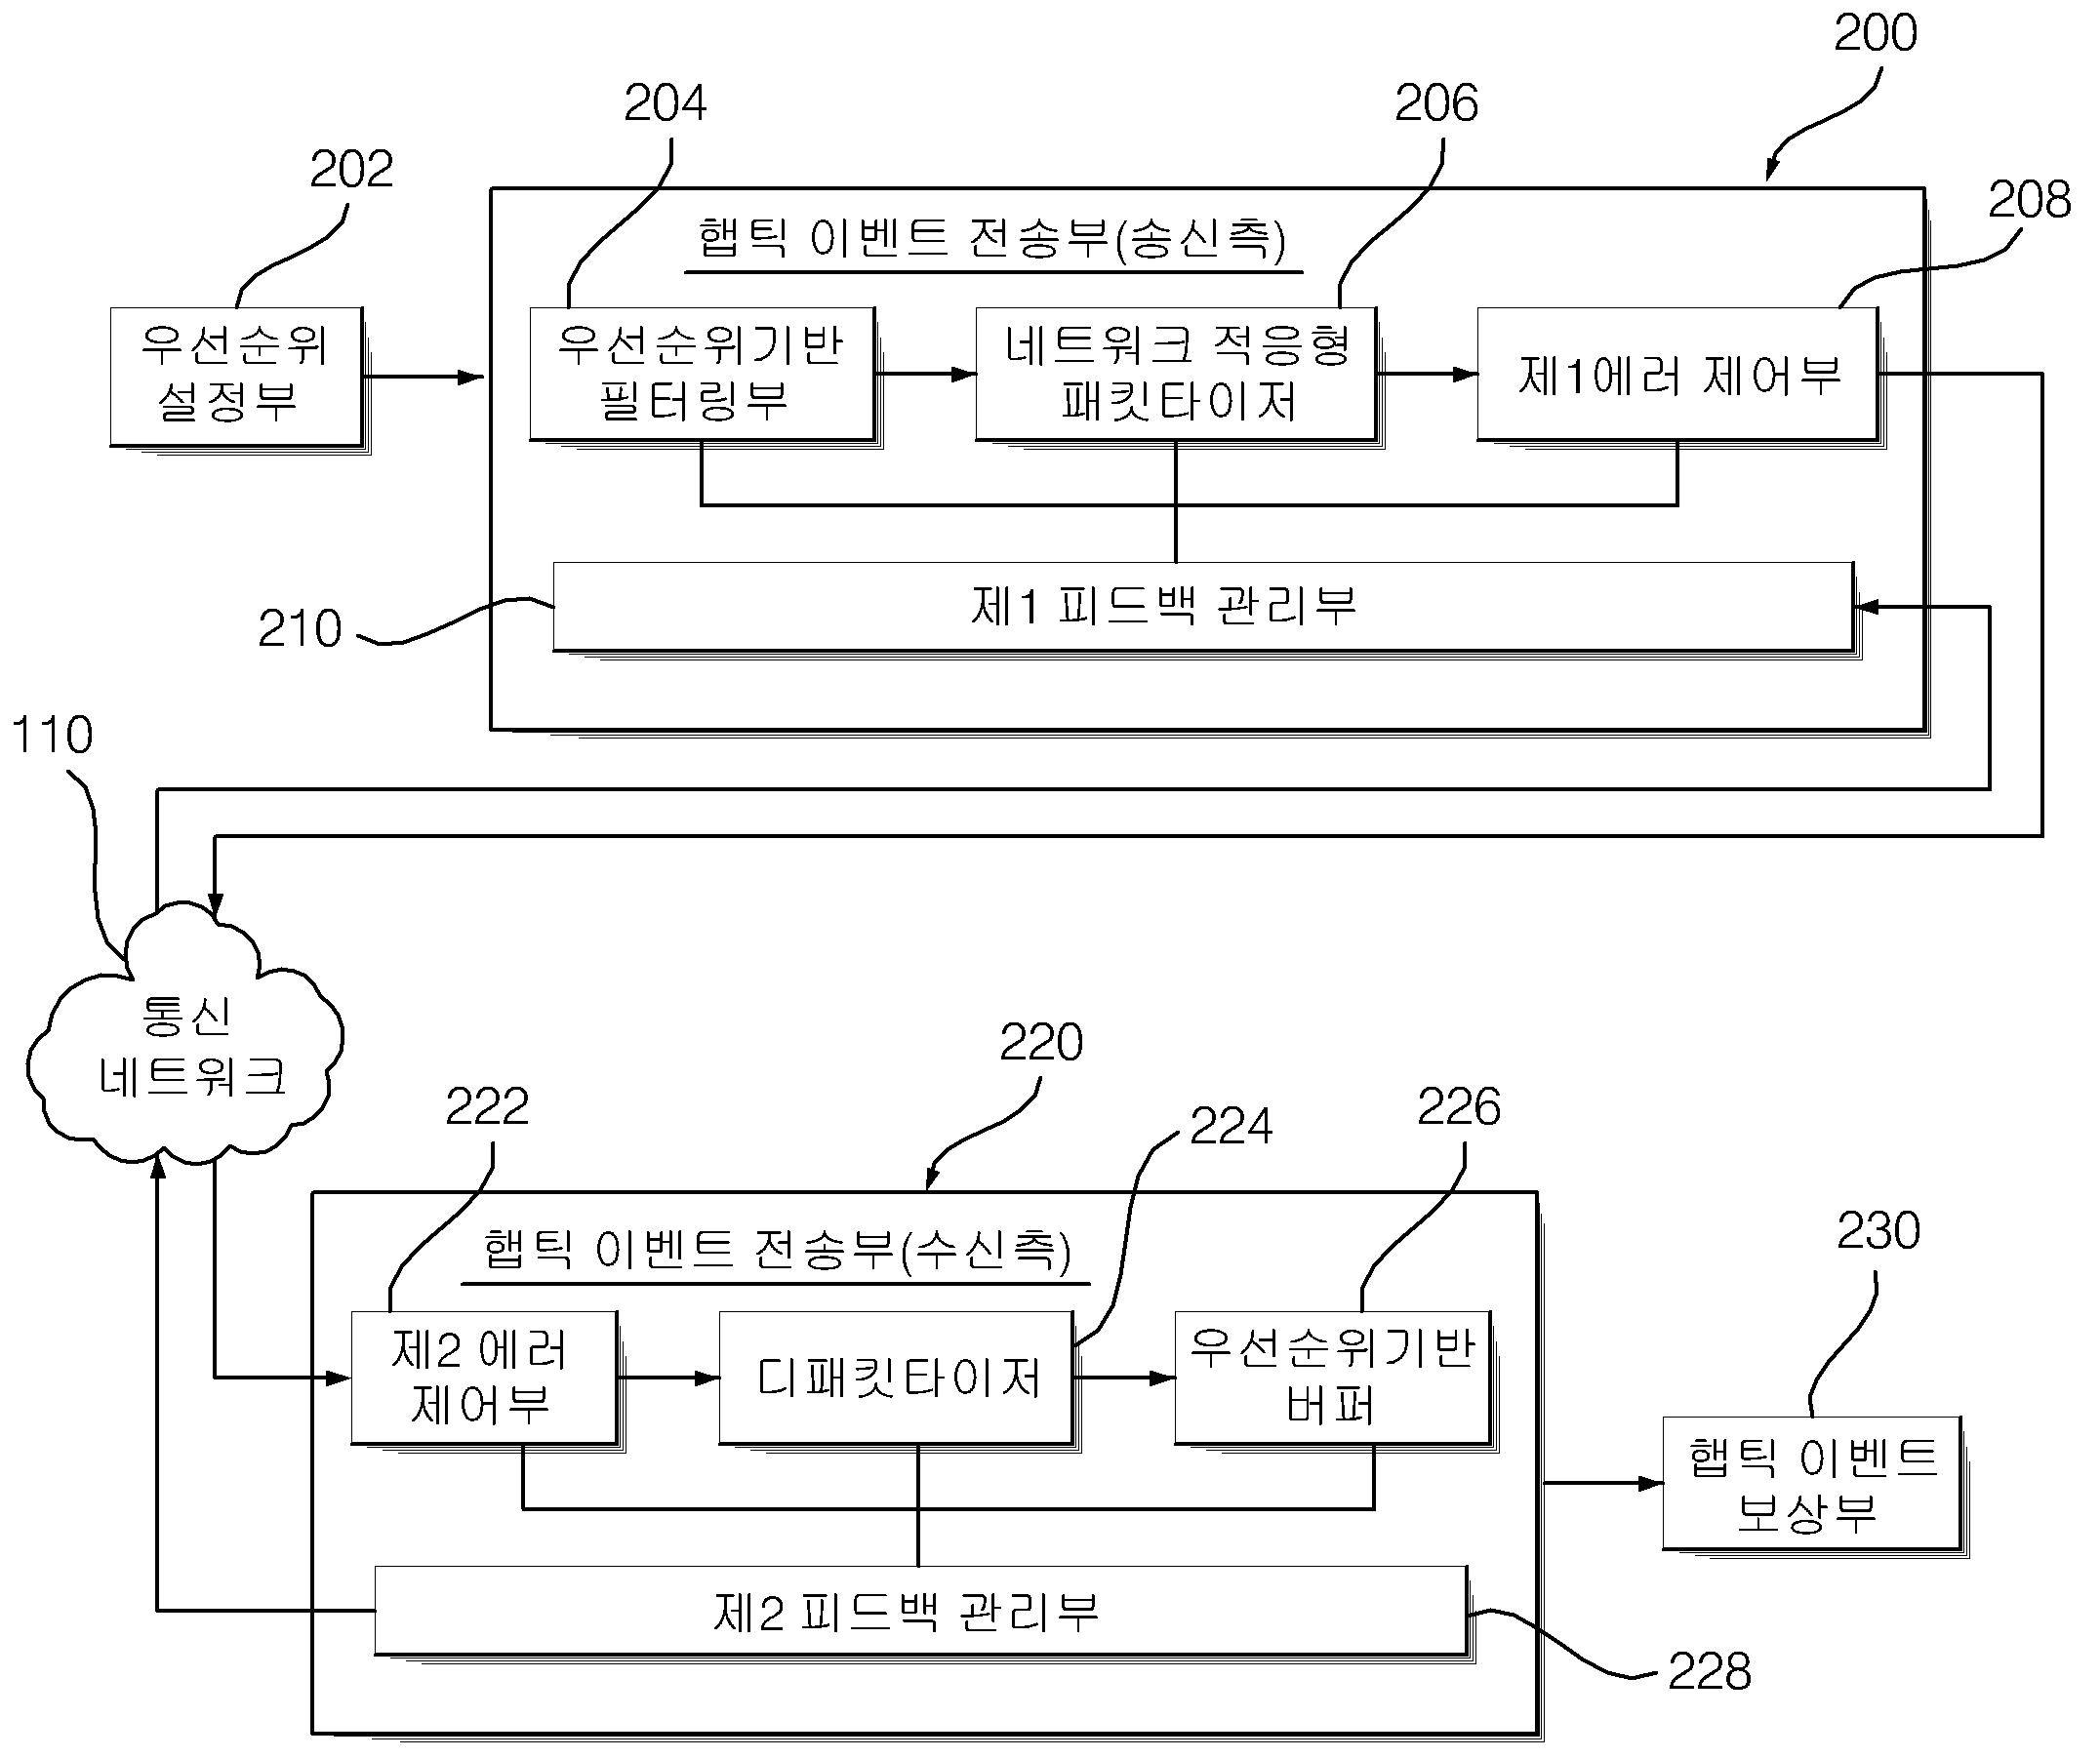 200
204
206
202
208
햅틱 이벤트 전송부(송신측)
우선순위
설정부
우선순위기반
필터링부
네트워크 적응형
패킷타이저
제1에러 제어부
제1 피드백 관리부
210
110
통신
네트워크
220
222
224
226
햅틱 이벤트 전송부(수신측)
230
제2 에러
제어부
디패킷타이저
우선순위기반
버퍼
햅틱 이벤트
보상부
제2 피드백 관리부
228